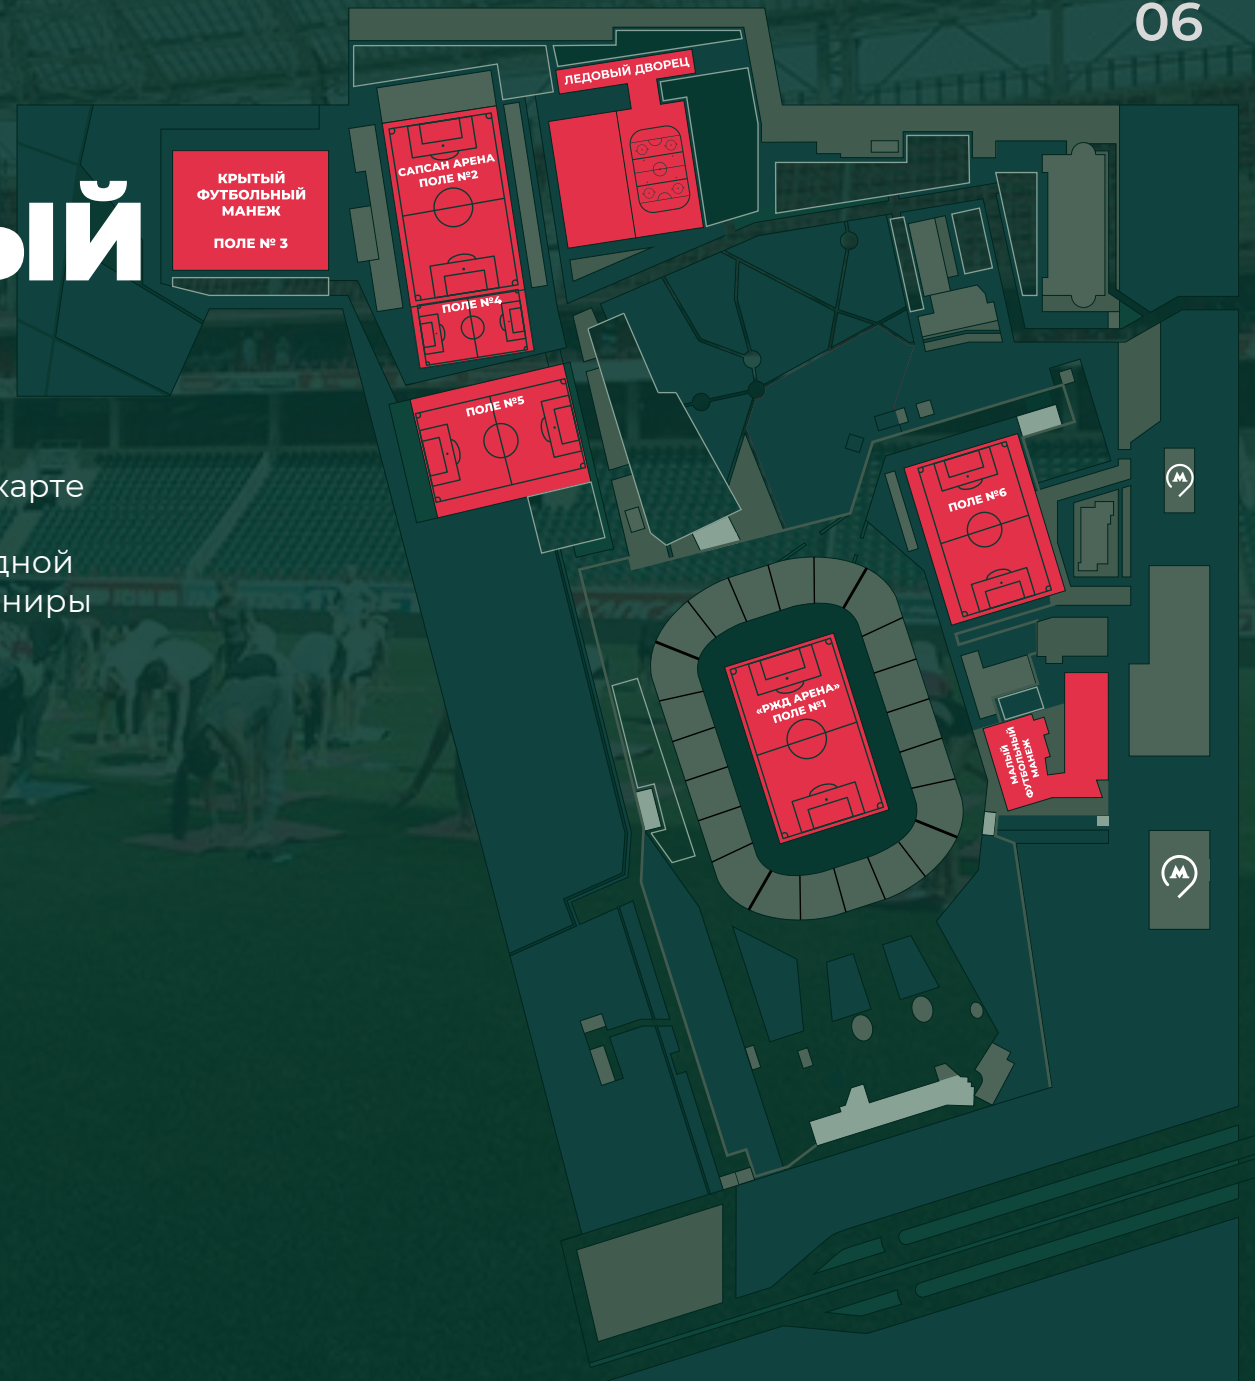 06
ЛЕДОВЫЙ ДВОРЕЦ
КРЫТЫЙ
ФУТБОЛЬНЫЙ
МАНЕЖ
ПОЛЕ № 3
САПСАН АРЕНА
ПОЛЕ №2
ЫЙ
ПОЛЕ №4
ПОЛЕ №5
карте
ПОЛЕ №6
дной
ниры
«РЖД АРЕНА»
ПОЛЕ №1
МАЛЫЙ
ФУТБОЛЬНЫЙ
МАНЕЖ